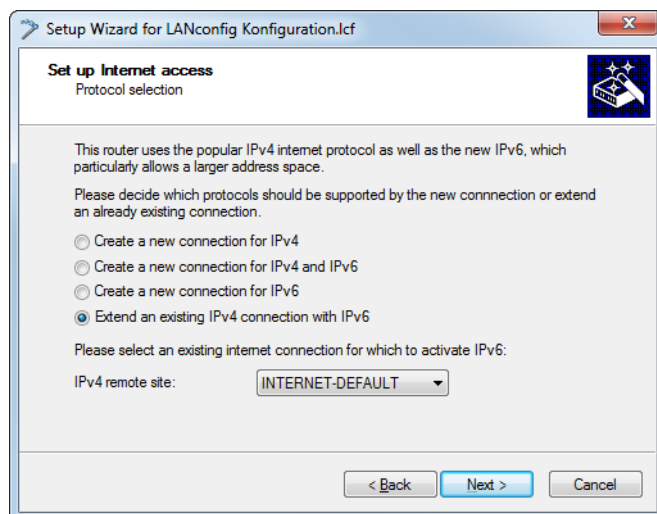 Setup Wizard for LANconfig Konfiguration.lcf
Set up Internet access
Protocol selection
This router uses the popular IPv4 internet protocol as well as the new IPv6, which
particularly allows a larger address space.
Please decide which protocols should be supported by the new connnection or extend
an already existing connection.
Create a new connection for IPv4
Create a new connection for IPv4 and IPv6
Create a new connection for IPv6
Extend an existing IPv4 connection with IPv6
Please select an existing internet connection for which to activate IPv6:
IPv4 remote site: INTERNET-DEFAULT
< Back Next > Cancel